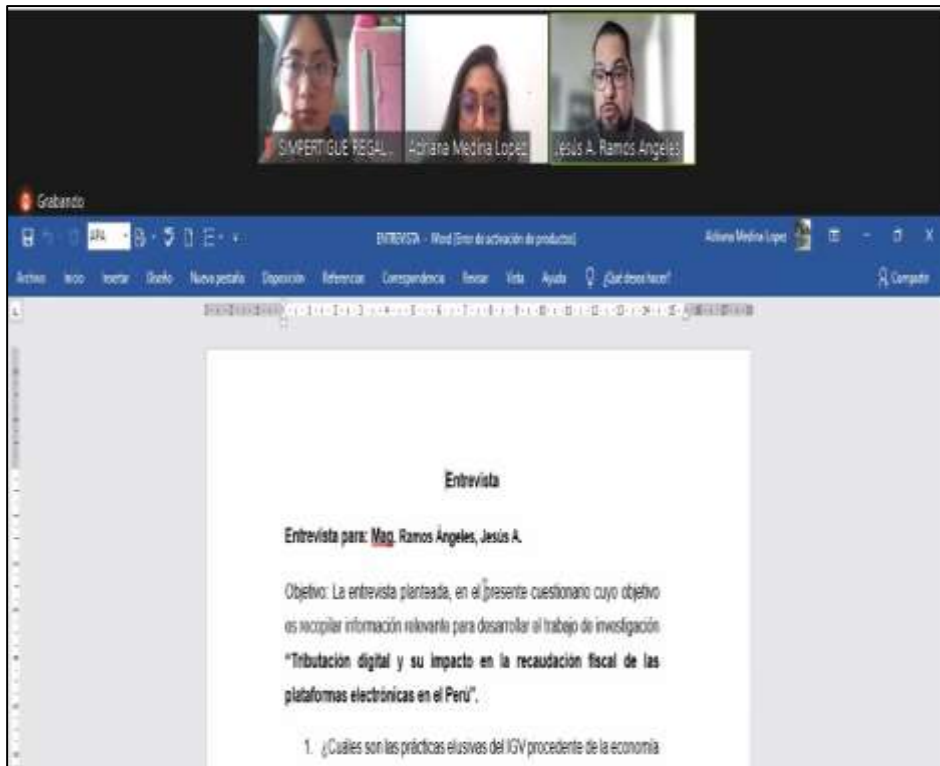 SIMPERTIGUE REGAL...
Adriana Medina Lopez
Jesús A. Ramos Angeles
Grabando
APA
ENTREVISTA - Word (Error de activación de productos)
Adriana Medina Lopez
Archivo Inicio Insertar Diseño Nueva pestaña Disposición Referencias Correspondencia Revisar Vista Ayuda ¿Qué desea hacer?
Compartir
Entrevista
Entrevista para: Mag. Ramos Ángeles, Jesús A.
Objetivo: La entrevista planteada, en el presente cuestionario cuyo objetivo
es recopilar información relevante para desarrollar el trabajo de investigación
"Tributación digital y su impacto en la recaudación fiscal de las
plataformas electrónicas en el Perú".
1. ¿Cuáles son las prácticas elusivas del IGV procedente de la economía